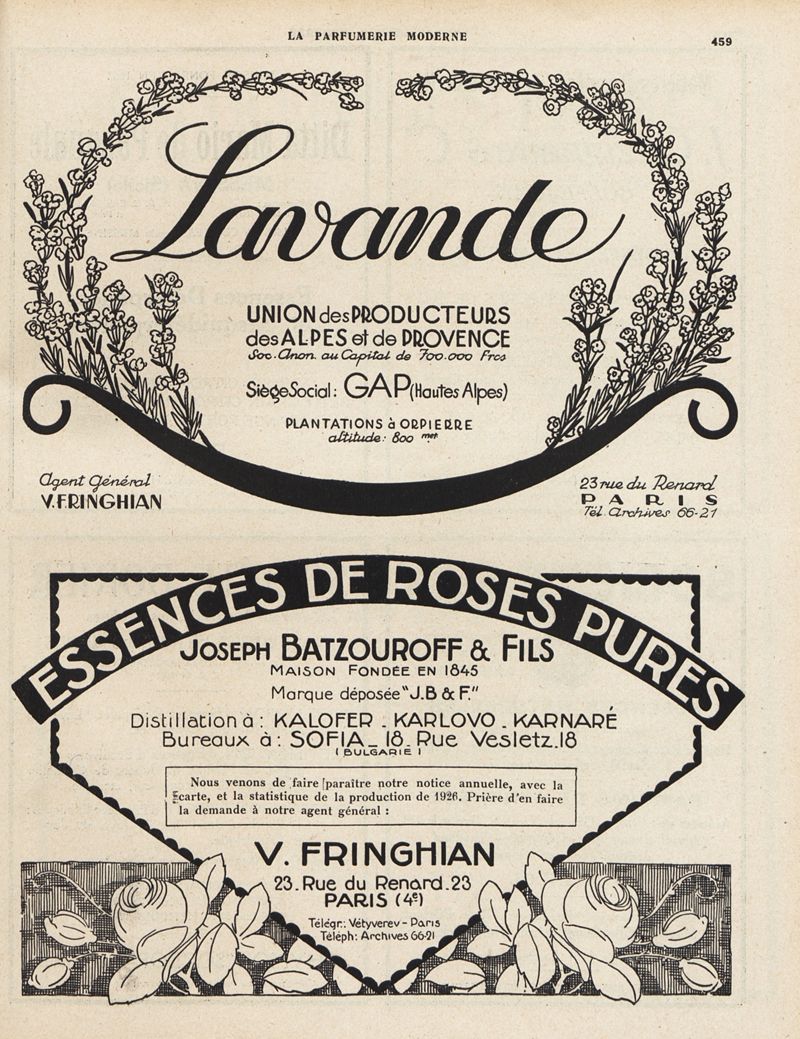 LA PARFUMERIE MODERNE
459
Lavande
UNION des PRODUCTEURS
des ALPES et de PROVENCE
Soc. Anon. au Capital de 700.000 Frcs
Siège Social: GAP (Hautes Alpes)
PLANTATIONS à ORPIERRE
altitude: 800 met.
Agent Général
V. FRINGHIAN
23 rue du Renard
PARIS
Tél. Archives 66-21
ESSENCES DE ROSES PURES
JOSEPH BATZOUROFF & FILS
MAISON FONDÉE EN 1845
Marque déposée "J.B & F."
Distillation à: KALOFER - KARLOVO - KARNARÉ
Bureaux à: SOFIA - 18. Rue Vesletz.18
(BULGARIE)
Nous venons de faire paraître notre notice annuelle, avec la
carte, et la statistique de la production de 1926. Prière d'en faire
la demande à notre agent général :
V. FRINGHIAN
23. Rue du Renard. 23
PARIS (4e)
Télégr.: Vétyverev - Paris
Téléph: Archives 66-21